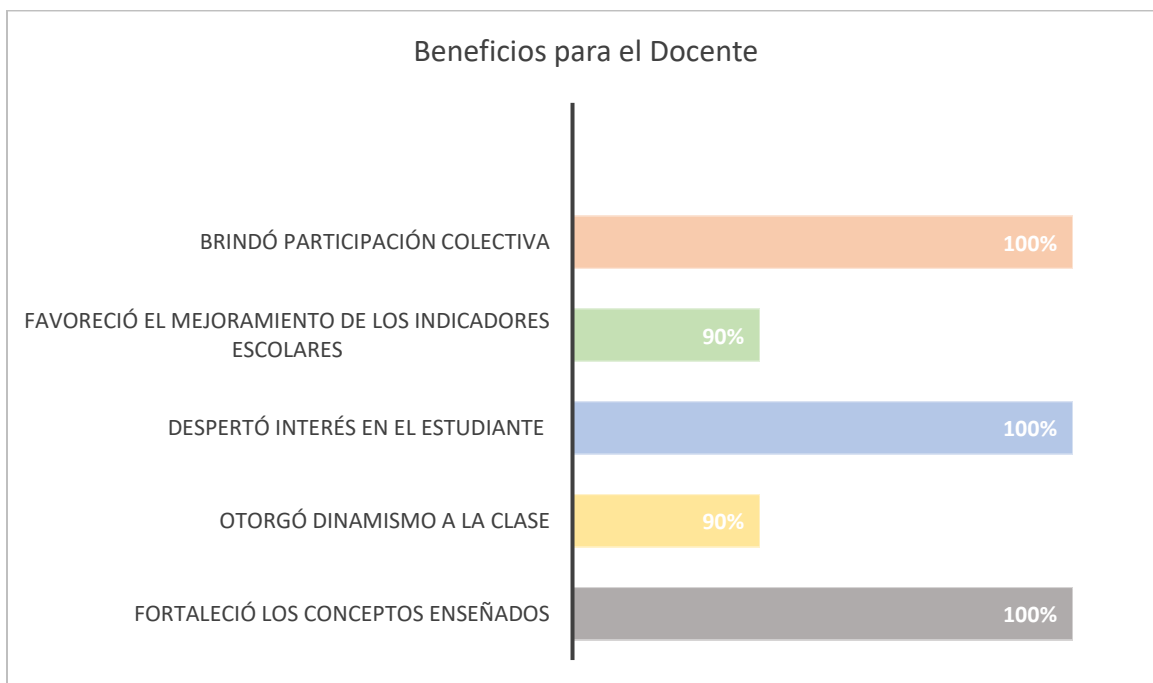 Beneficios para el Docente
BRINDÓ PARTICIPACIÓN COLECTIVA
100%
FAVORECIÓ EL MEJORAMIENTO DE LOS INDICADORES
ESCOLARES
90%
DESPERTÓ INTERÉS EN EL ESTUDIANTE
100%
OTORGÓ DINAMISMO A LA CLASE
90%
FORTALECIÓ LOS CONCEPTOS ENSEÑADOS
100%